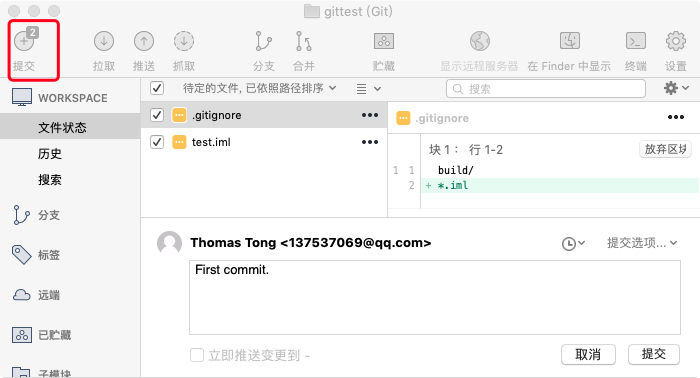 gittest (Git)
2
提交
拉取
推送
抓取
分支
合并
贮藏
显示远程服务器
在 Finder 中显示
终端
设置
WORKSPACE
文件状态
历史
搜索
分支
标签
远端
已贮藏
子模块
待定的文件, 已依照路径排序
搜索
.gitignore
test.iml
.gitignore
块 1： 行 1-2
放弃区块
1 1 build/
2 + *.iml
Thomas Tong <137537069@qq.com>
提交选项...
First commit.
立即推送变更到 -
取消
提交